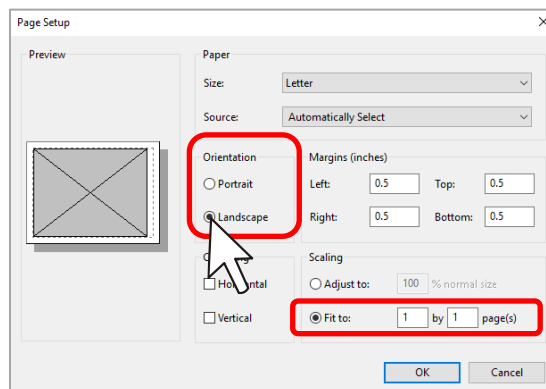 Page Setup
Preview
Paper
Size: Letter
Source: Automatically Select
Orientation
Portrait
Landscape
Margins (inches)
Left: 0.5 Top: 0.5
Right: 0.5 Bottom: 0.5
Horizontal
Vertical
Scaling
Adjust to: 100 % normal size
Fit to: 1 by 1 page(s)
OK Cancel